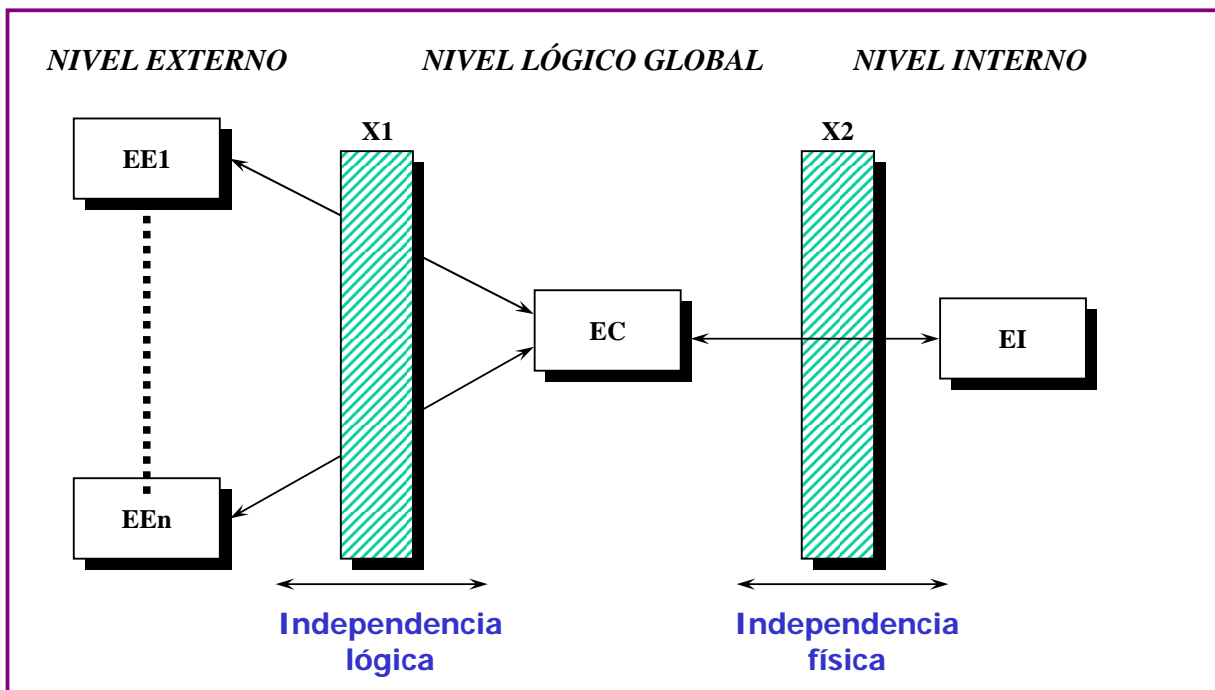 NIVEL EXTERNO
NIVEL LÓGICO GLOBAL
NIVEL INTERNO
X1
X2
EE1
EC
EI
EEn
Independencia
lógica
Independencia
física